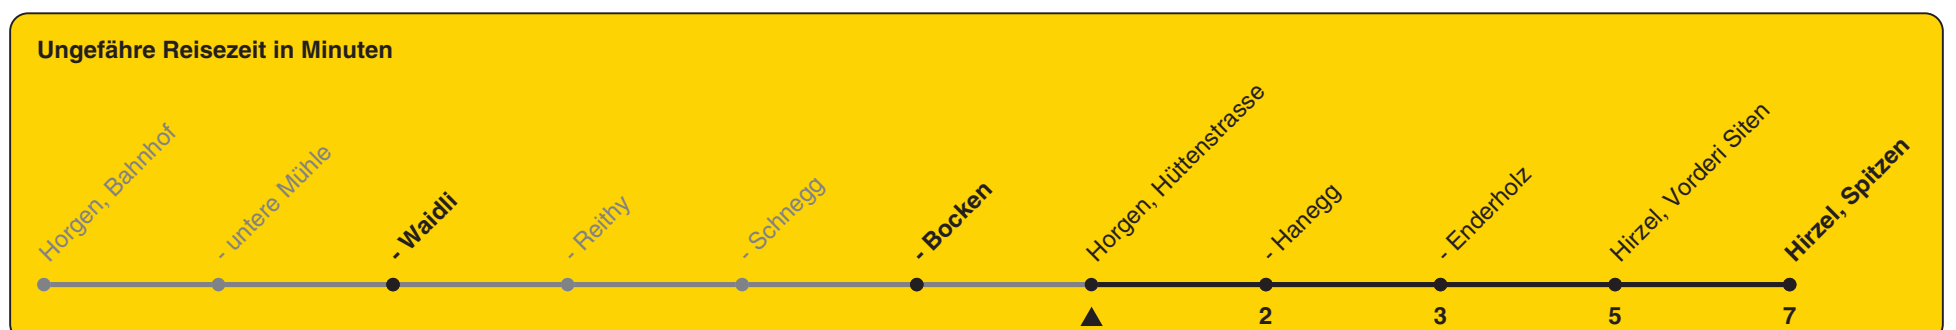 Ungefähre Reisezeit in Minuten
Horgen, Bahnhof
- untere Mühle
- Waidli
- Reithy
- Schnegg
- Bocken
Horgen, Hüttenstrasse
- Hanegg
- Enderholz
Hirzel, Vorderi Siten
Hirzel, Spitzen
2 3 5 7